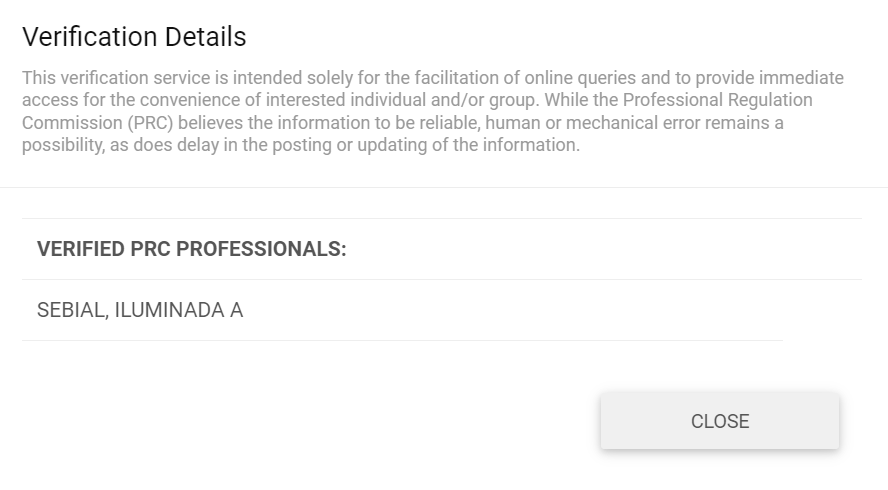 Verification Details
This verification service is intended solely for the facilitation of online queries and to provide immediate
access for the convenience of interested individual and/or group. While the Professional Regulation
Commission (PRC) believes the information to be reliable, human or mechanical error remains a
possibility, as does delay in the posting or updating of the information.
VERIFIED PRC PROFESSIONALS:
SEBIAL, ILUMINADA A
CLOSE